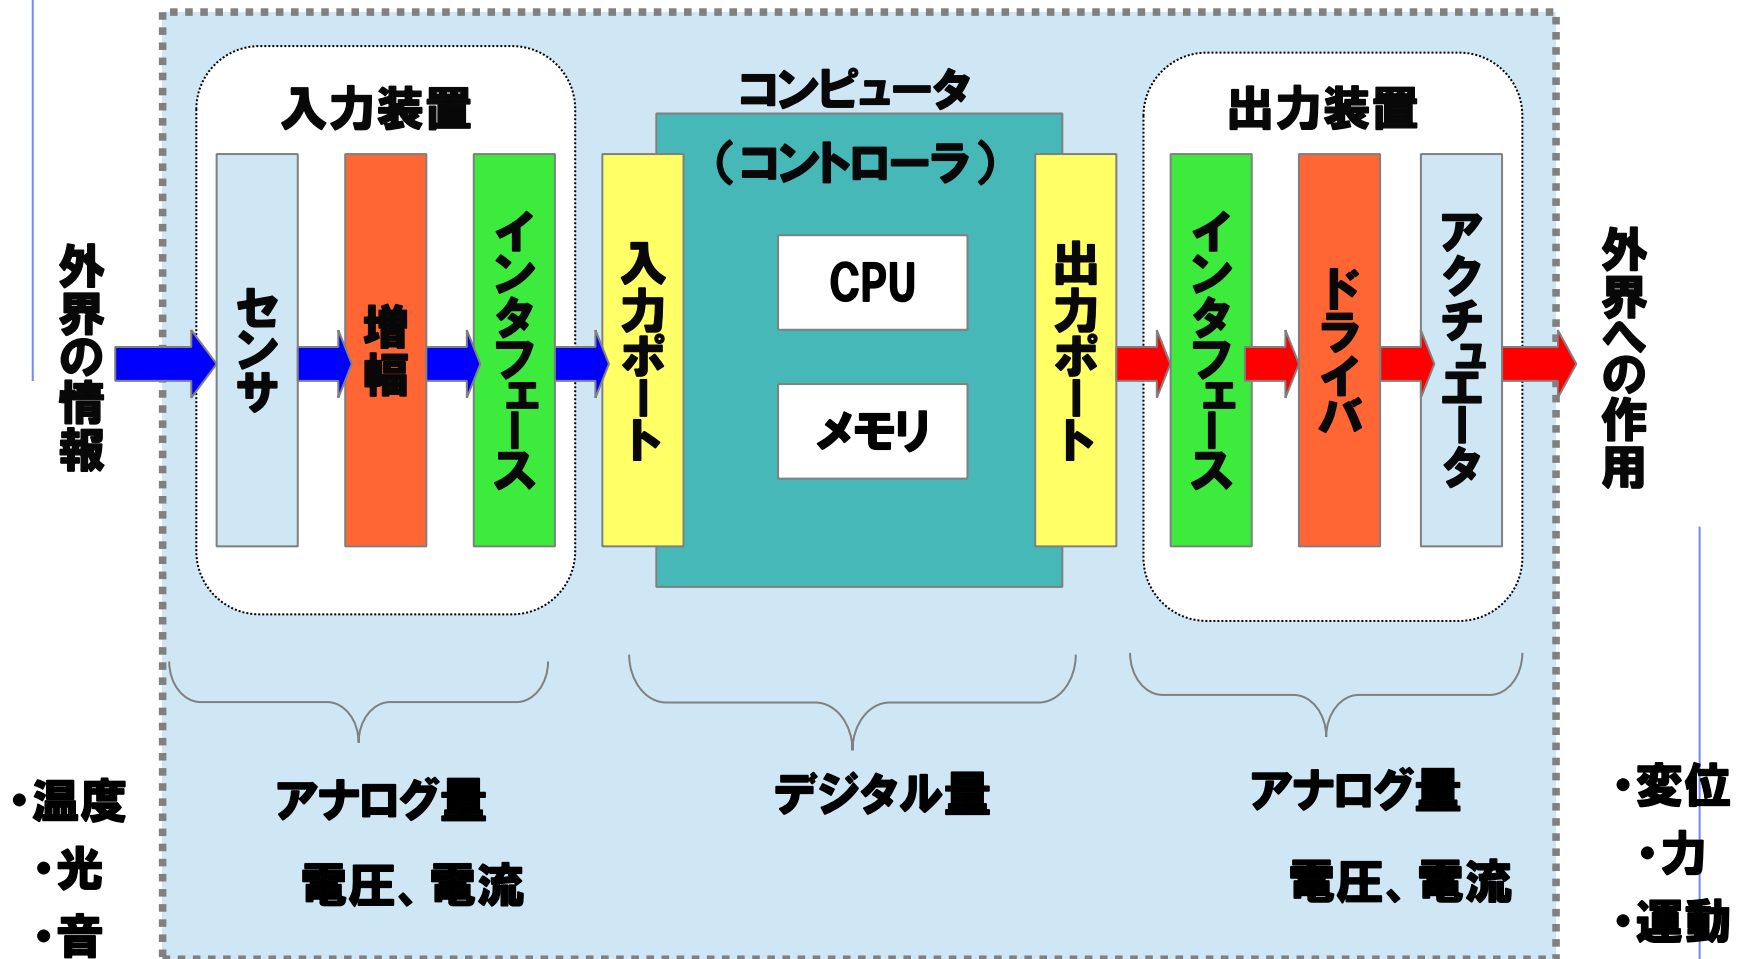 入力装置
コンピュータ
（コントローラ）
出力装置
外界の情報
センサ
増幅
インタフェース
入力ポート
CPU
メモリ
出力ポート
インタフェース
ドライバ
アクチュエータ
外界への作用
アナログ量
電圧、電流
デジタル量
アナログ量
電圧、電流
・温度
・光
・音
・変位
・力
・運動